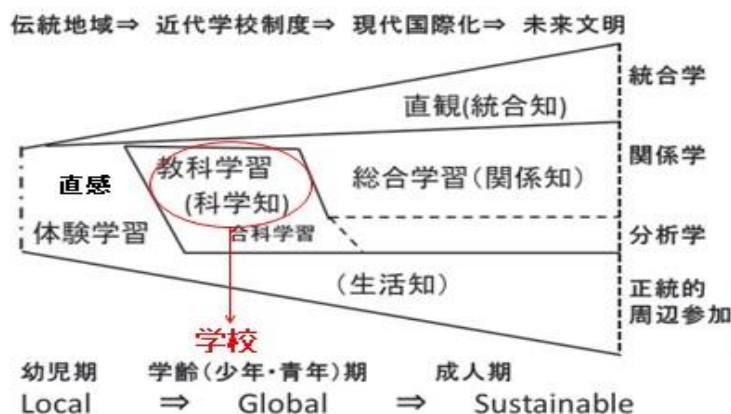 伝統地域⇒ 近代学校制度⇒ 現代国際化⇒ 未来文明
統合学
直観(統合知)
関係学
教科学習
(科学知)
総合学習(関係知)
直感
体験学習
合科学習
分析学
(生活知)
正統的
周辺参加
学校
幼児期 学齢(少年・青年)期 成人期
Local ⇒ Global ⇒ Sustainable